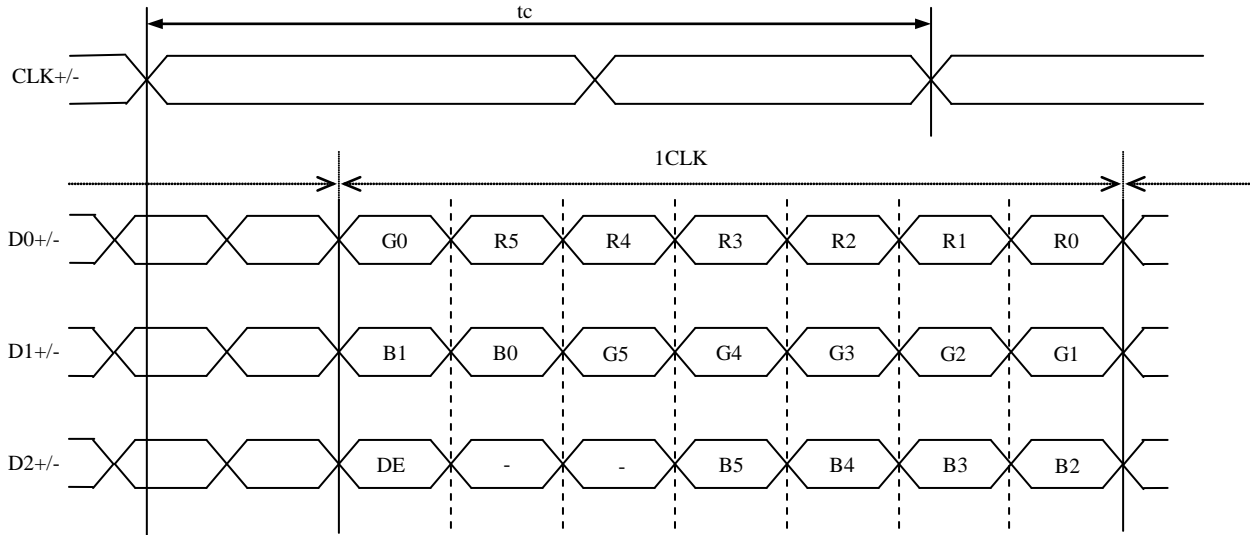 tc
CLK+/-
1CLK
D0+/- G0 R5 R4 R3 R2 R1 R0
D1+/- B1 B0 G5 G4 G3 G2 G1
D2+/- DE - - B5 B4 B3 B2